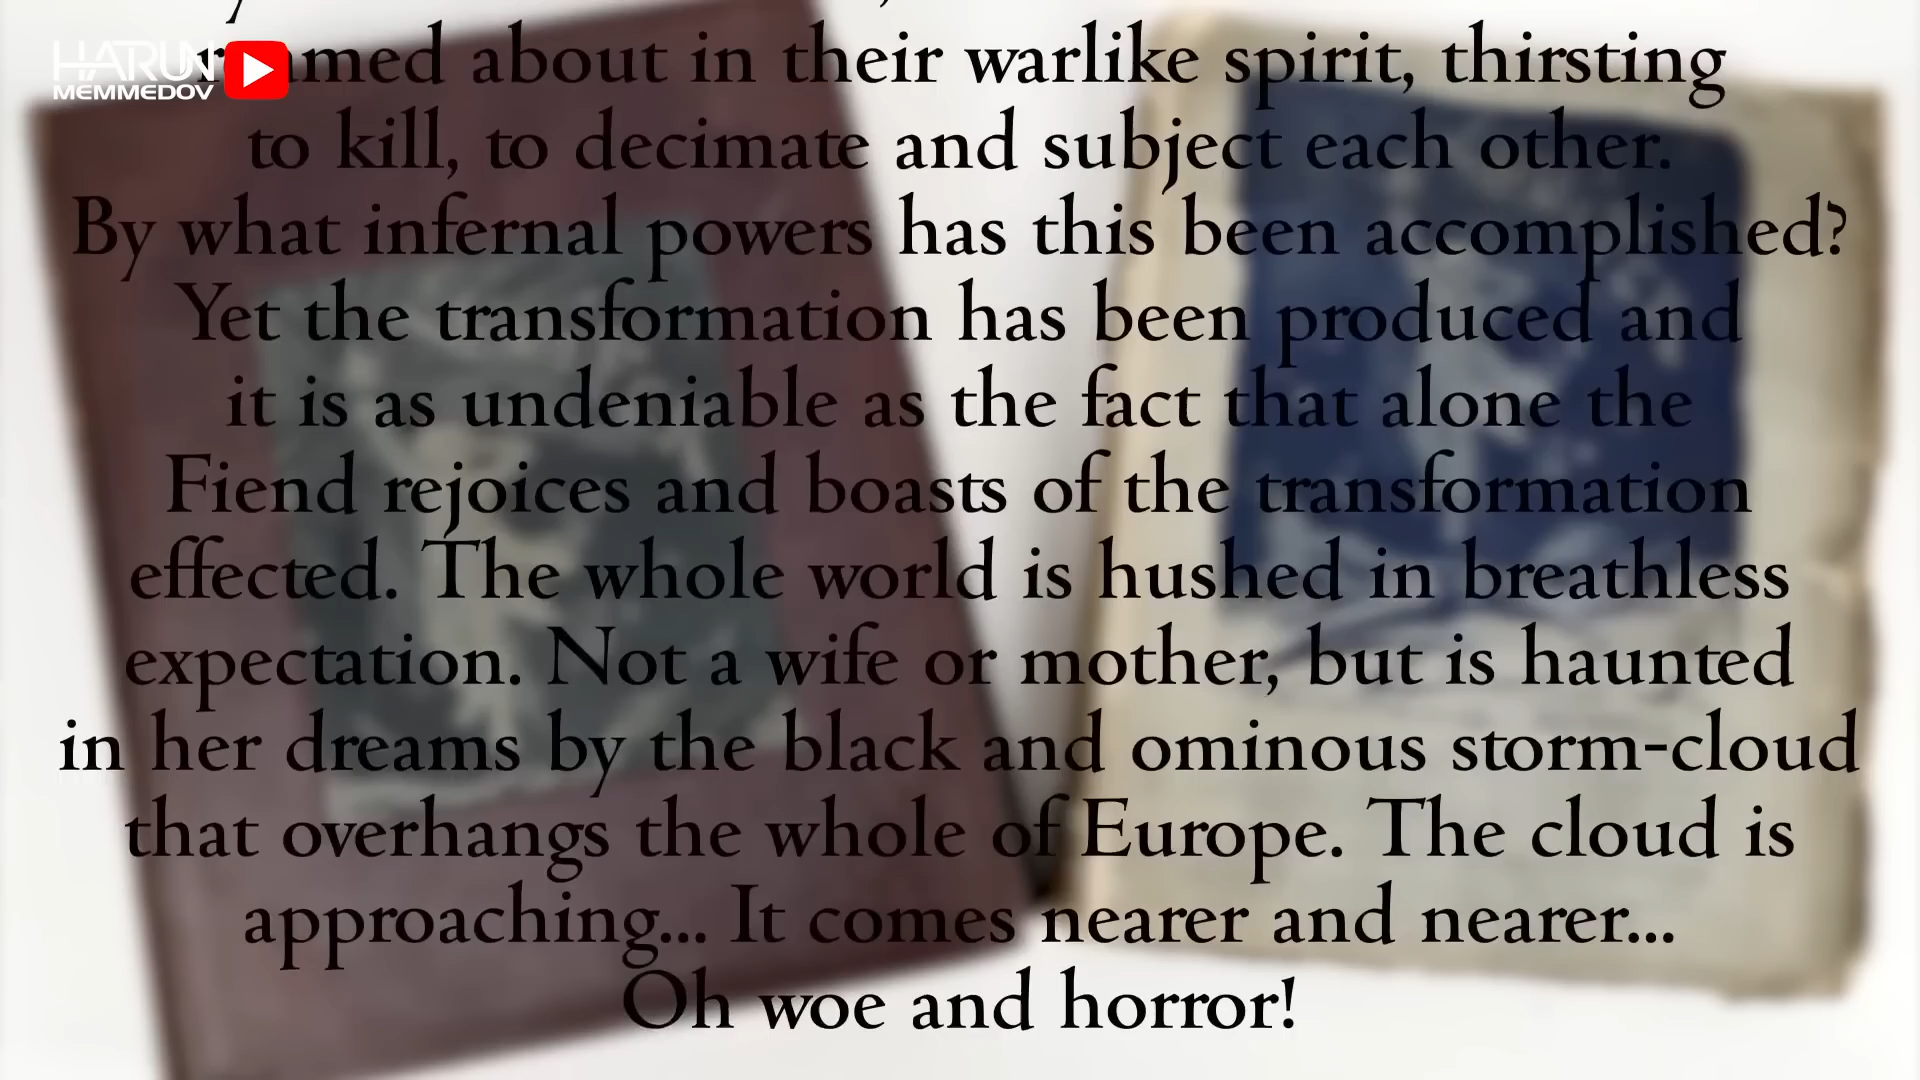 HARUN
MEMMEDOV
about in their warlike spirit, thirsting
to kill, to decimate and subject each other.
By what infernal powers has this been accomplished?
Yet the transformation has been produced and
it is as undeniable as the fact that alone the
Fiend rejoices and boasts of the transformation
effected. The whole world is hushed in breathless
expectation. Not a wife or mother, but is haunted
in her dreams by the black and ominous storm-cloud
that overhangs the whole of Europe. The cloud is
approaching... It comes nearer and nearer...
Oh woe and horror!